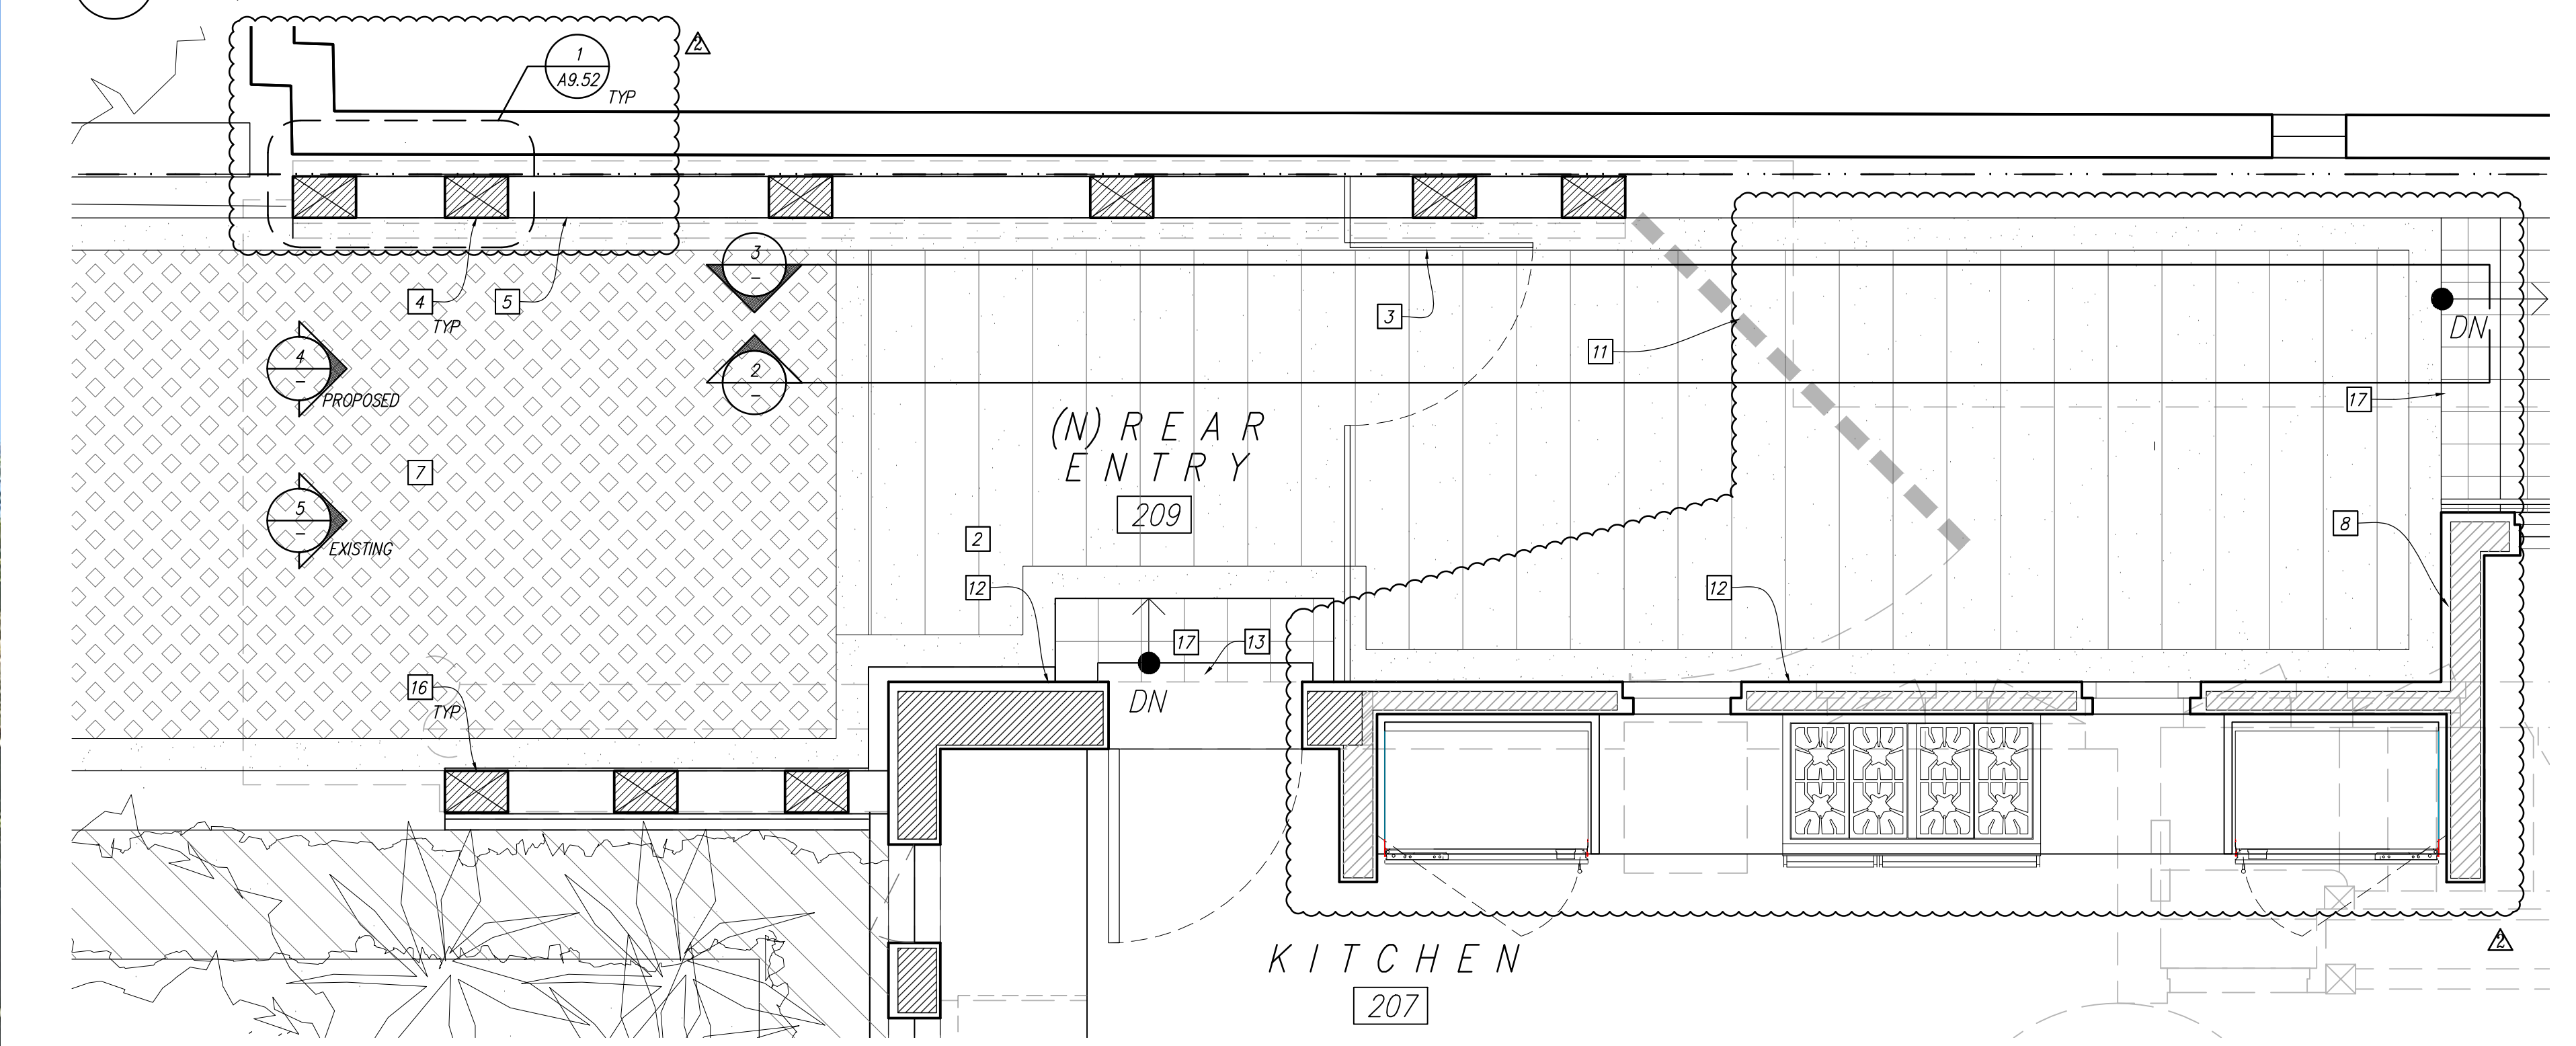 1
A9.52
TYP
2
3
–
4
TYP
5
3
11
DN
4
–
PROPOSED
2
–
17
(N) REAR
ENTRY
209
7
5
–
EXISTING
2
8
12
12
17
13
16
TYP
DN
KITCHEN
207
2